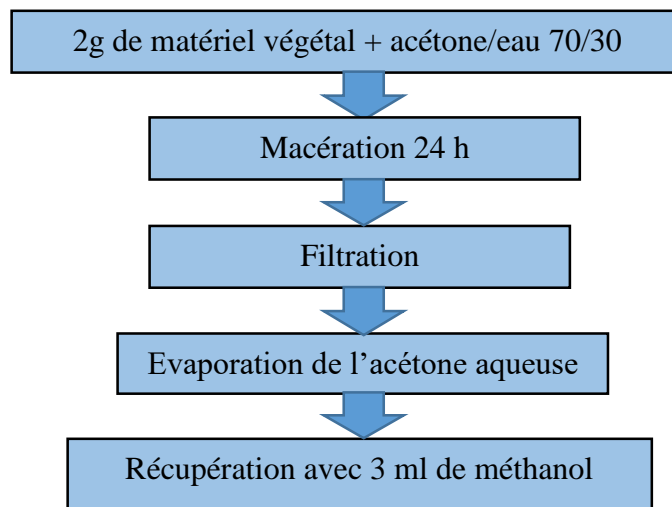 2g de matériel végétal + acétone/eau 70/30
Macération 24 h
Filtration
Evaporation de l’acétone aqueuse
Récupération avec 3 ml de méthanol